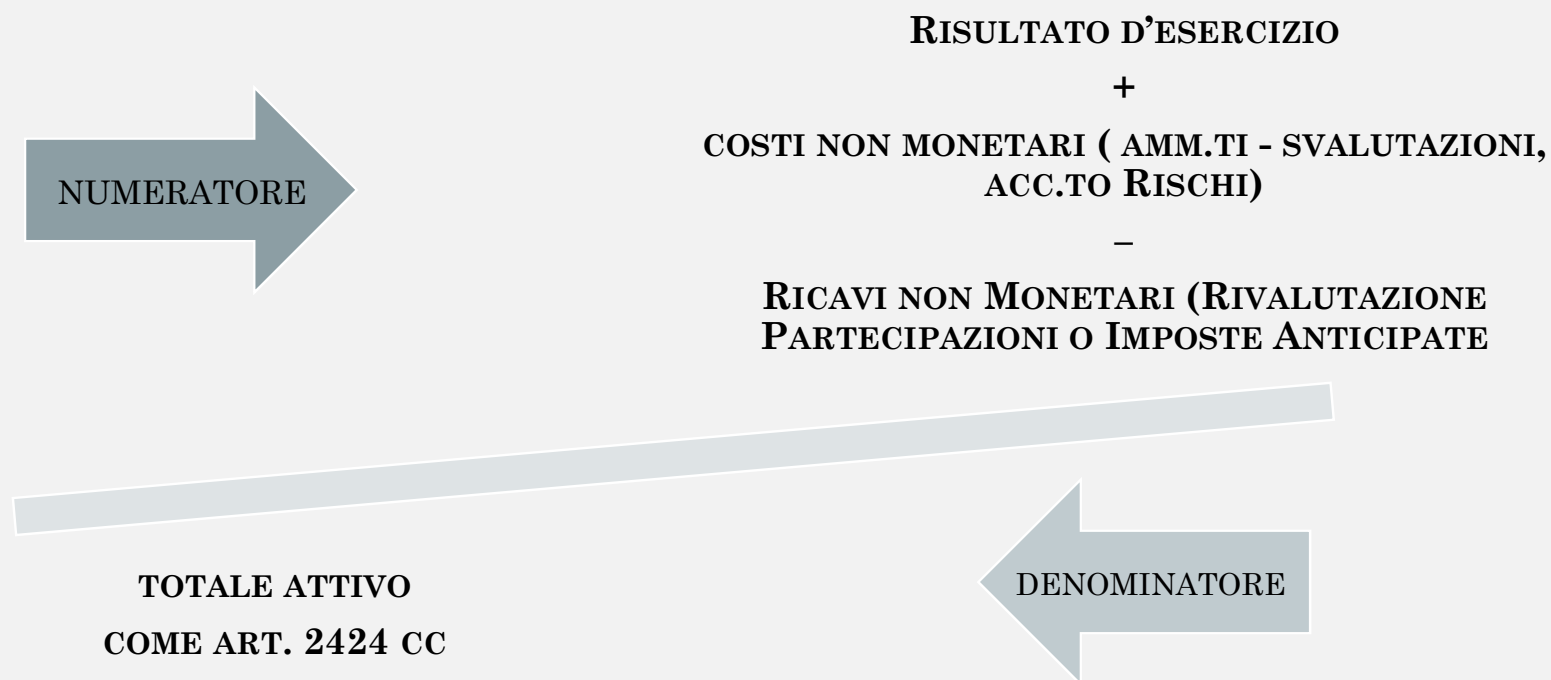 RISULTATO D'ESERCIZIO
+
NUMERATORE
COSTI NON MONETARI ( AMM.TI - SVALUTAZIONI,
ACC.TO RISCHI)
–
RICAVI NON MONETARI (RIVALUTAZIONE
PARTECIPAZIONI O IMPOSTE ANTICIPATE
TOTALE ATTIVO
COME ART. 2424 CC
DENOMINATORE